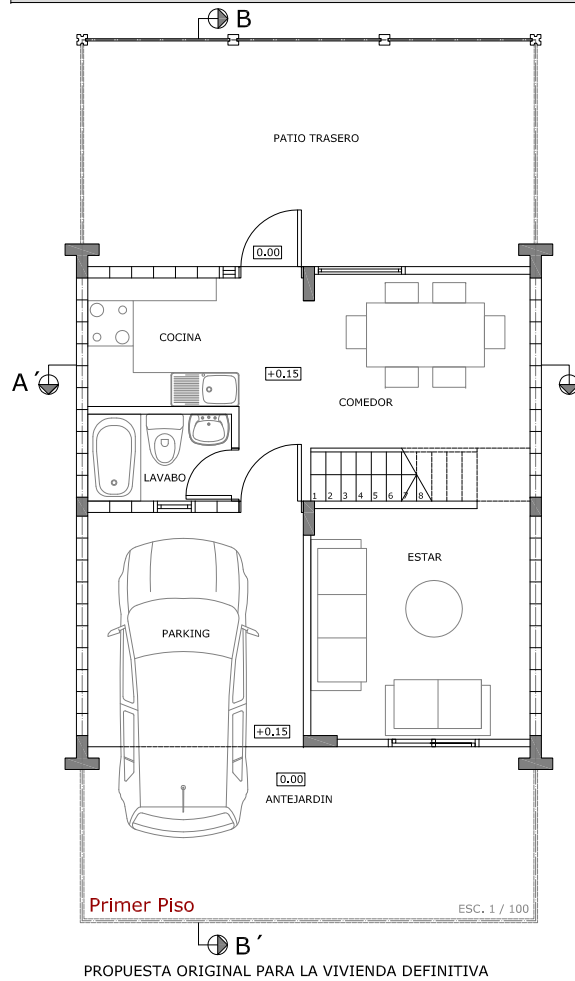 B
PATIO TRASERO
0.00
COCINA
+0.15
A´
COMEDOR
LAVABO
1 2 3 4 5 6 7 8
ESTAR
PARKING
+0.15
0.00
ANTEJARDIN
Primer Piso
ESC. 1 / 100
B´
PROPUESTA ORIGINAL PARA LA VIVIENDA DEFINITIVA